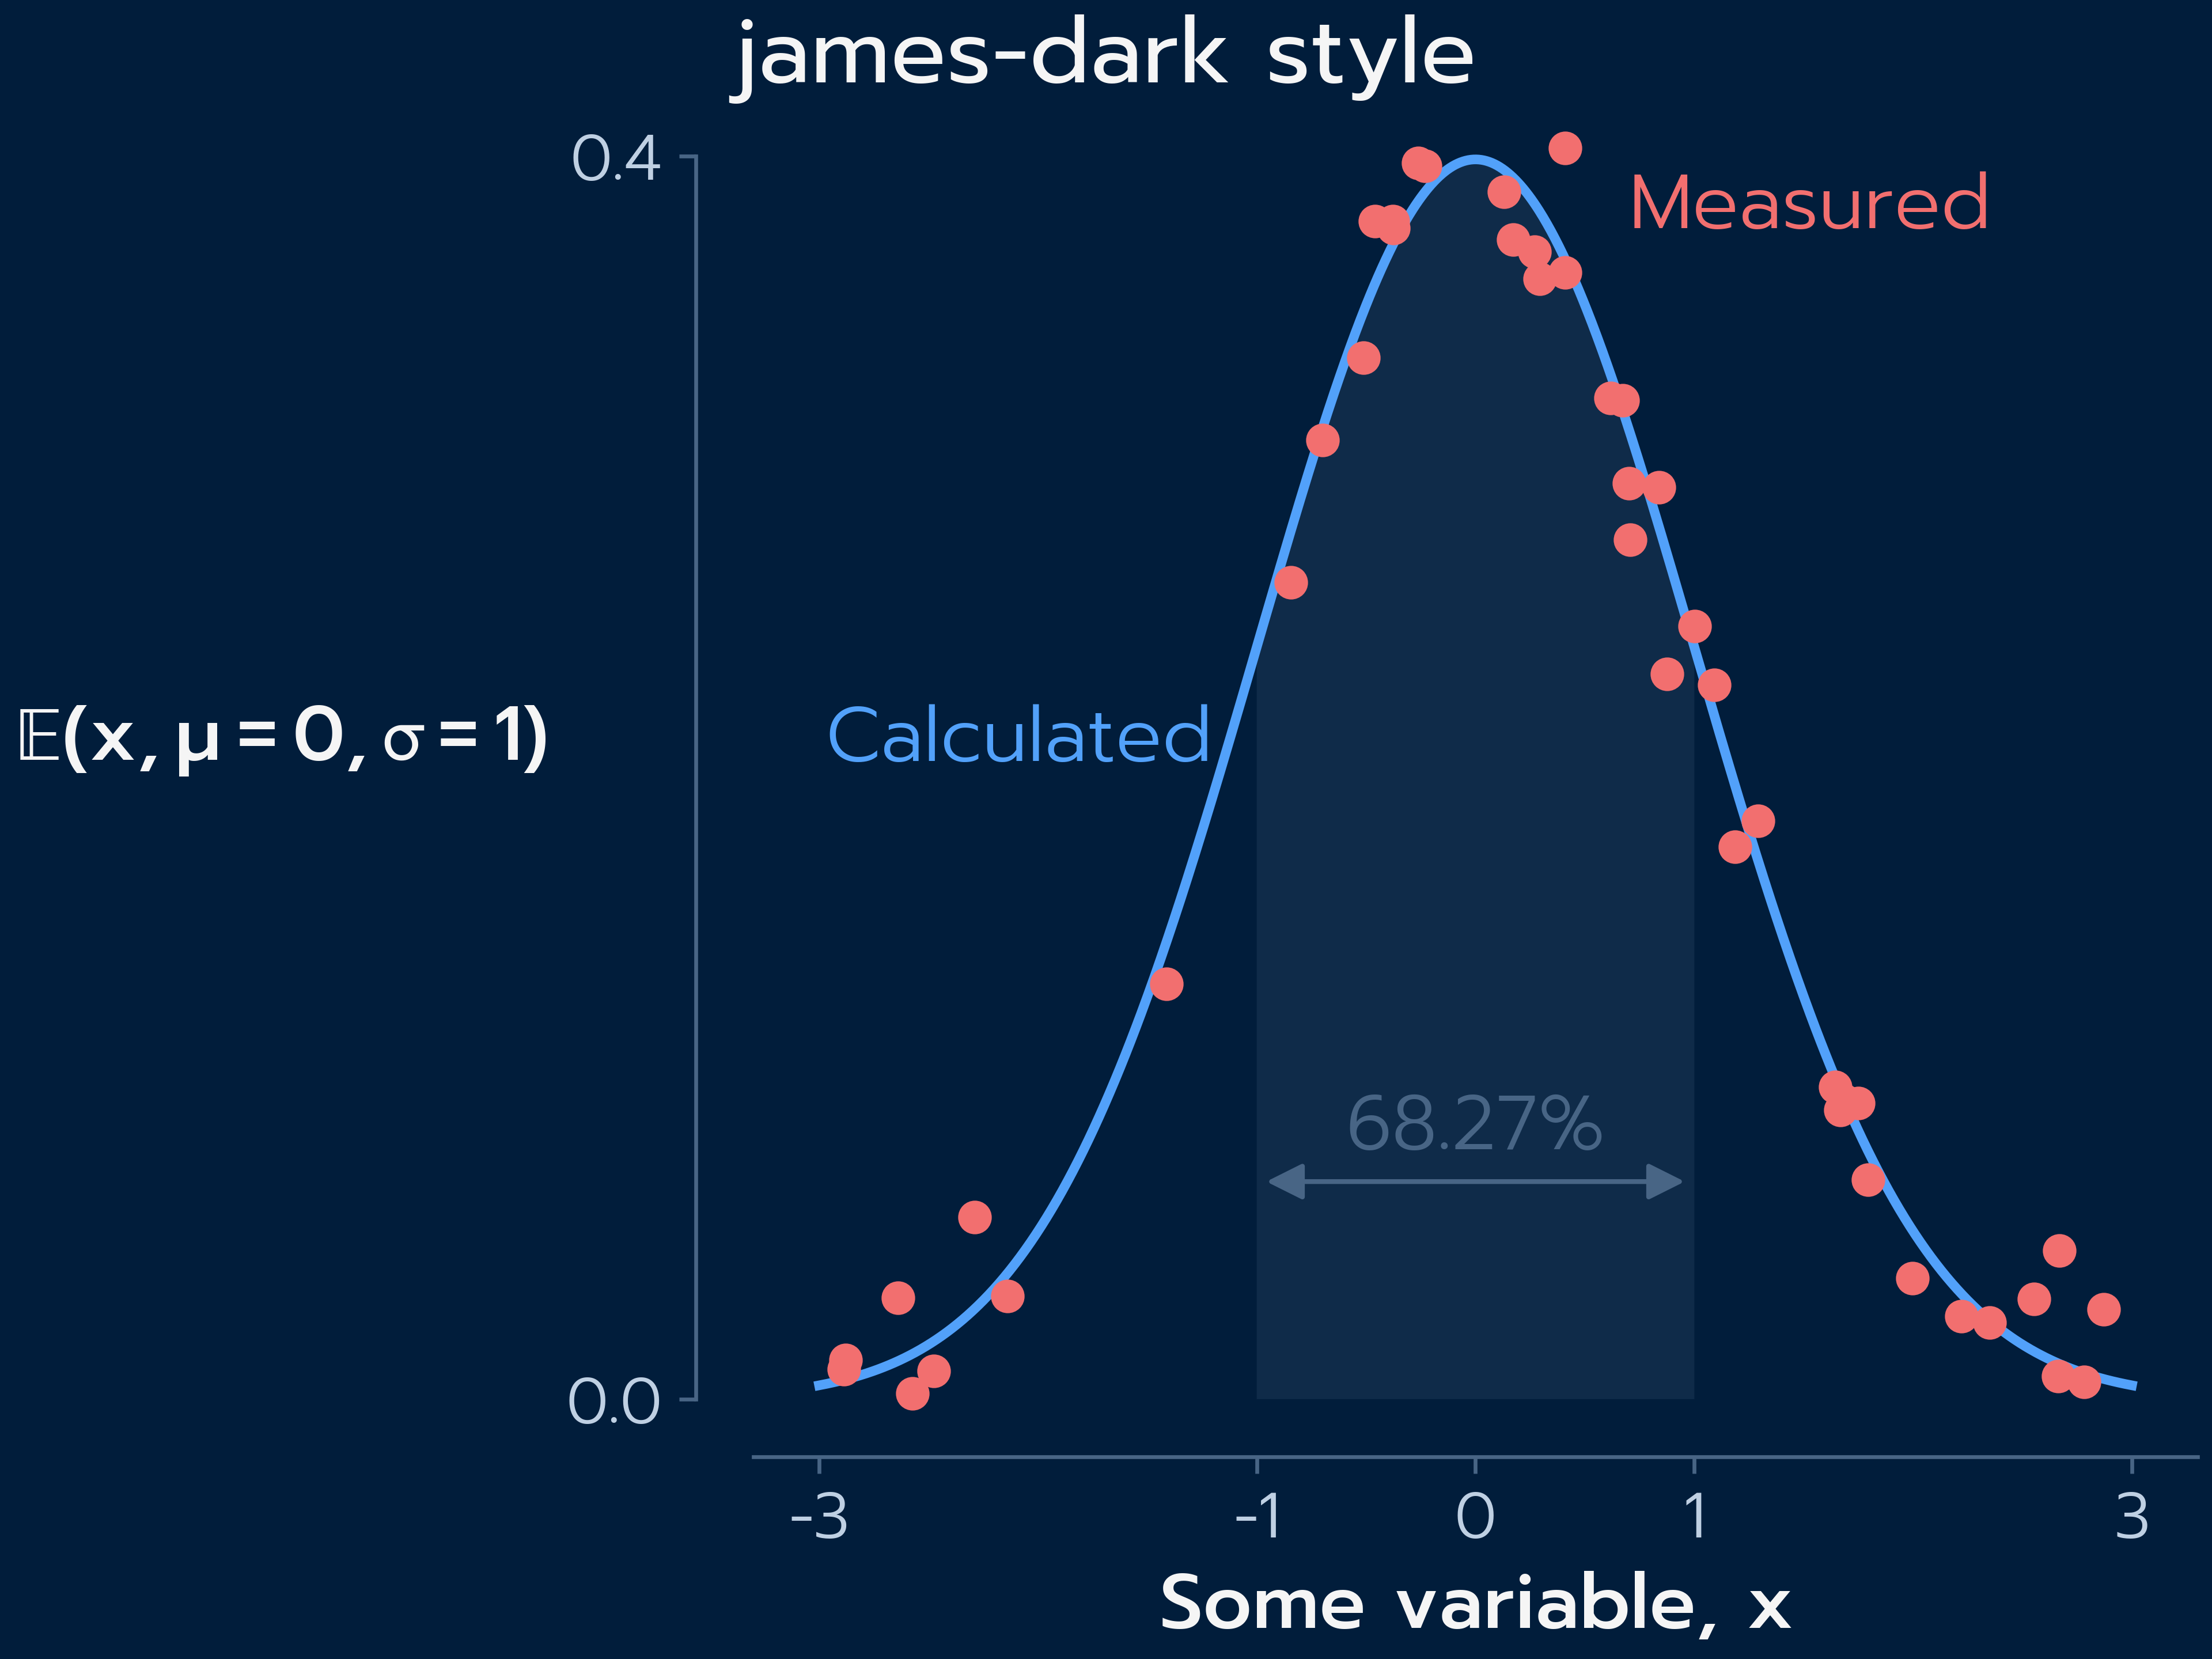 james-dark style
0.4
Measured
𝔼(x, μ = 0, σ = 1)
Calculated
68.27%
0.0
-3 -1 0 1 3
Some variable, x